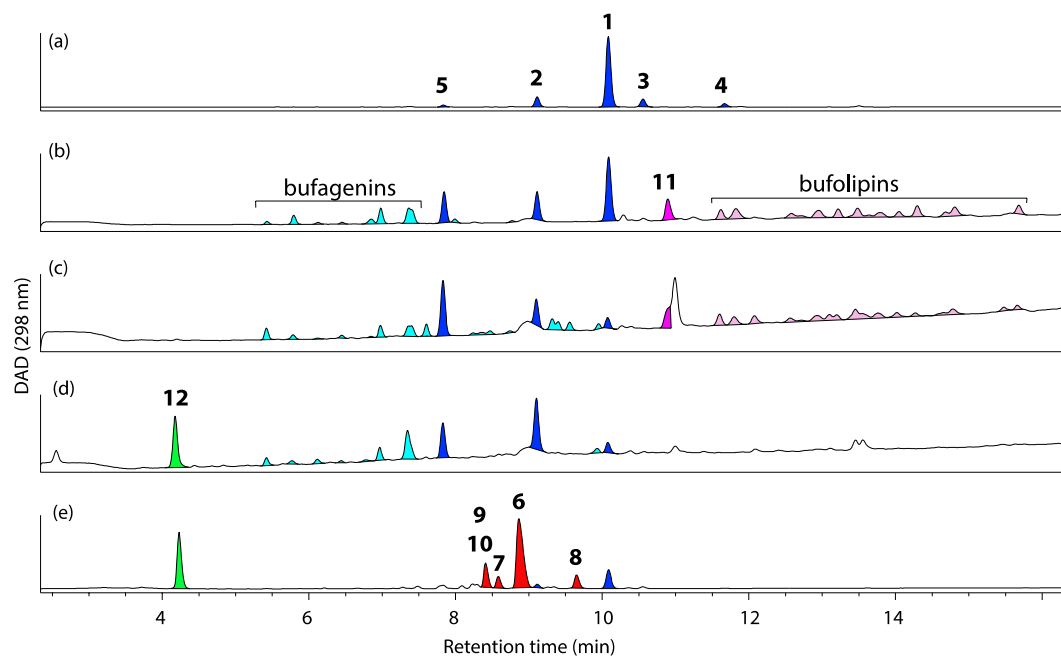 (a)
1
5
2
3
4
(b)
bufagenins
11
bufolipins
(c)
DAD (298 nm)
(d)
12
(e)
6
9
10
7
8
4
6
8
10
12
14
Retention time (min)